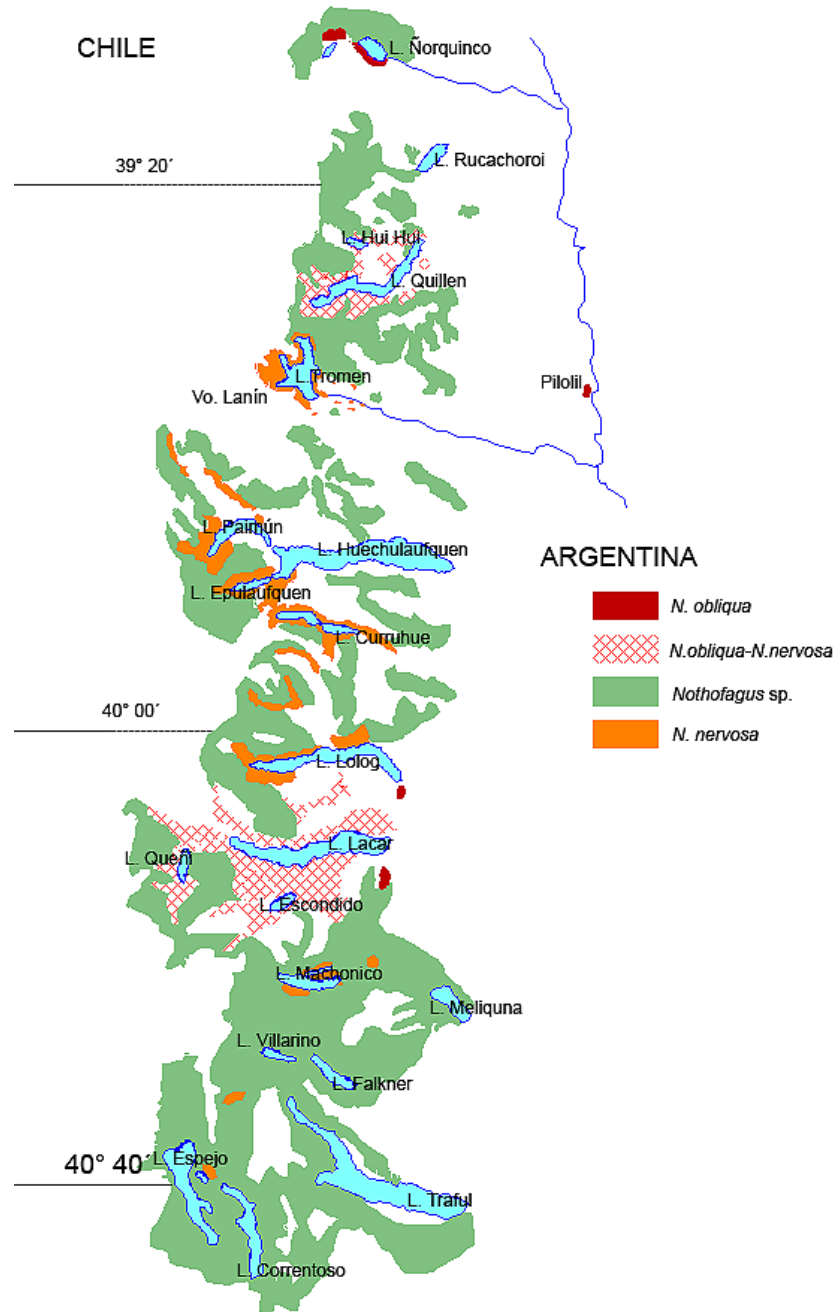 CHILE
L. Ñorquinco
L. Rucachoroi
39° 20´
L. Hui Hui
L. Quillen
L.Tromen
Pilolil
Vo. Lanín
L. Paimún
L. Huechulaufquen
ARGENTINA
L. Epulaufquen
N. obliqua
L. Curruhue
N.obliqua-N.nervosa
Nothofagus sp.
40° 00´
N. nervosa
L. Lolog
L. Lacar
L. Queñi
L. Escondido
L. Machonico
L. Meliquna
L. Villarino
L. Falkner
40° 40´
L. Espejo
L. Traful
L. Correntoso